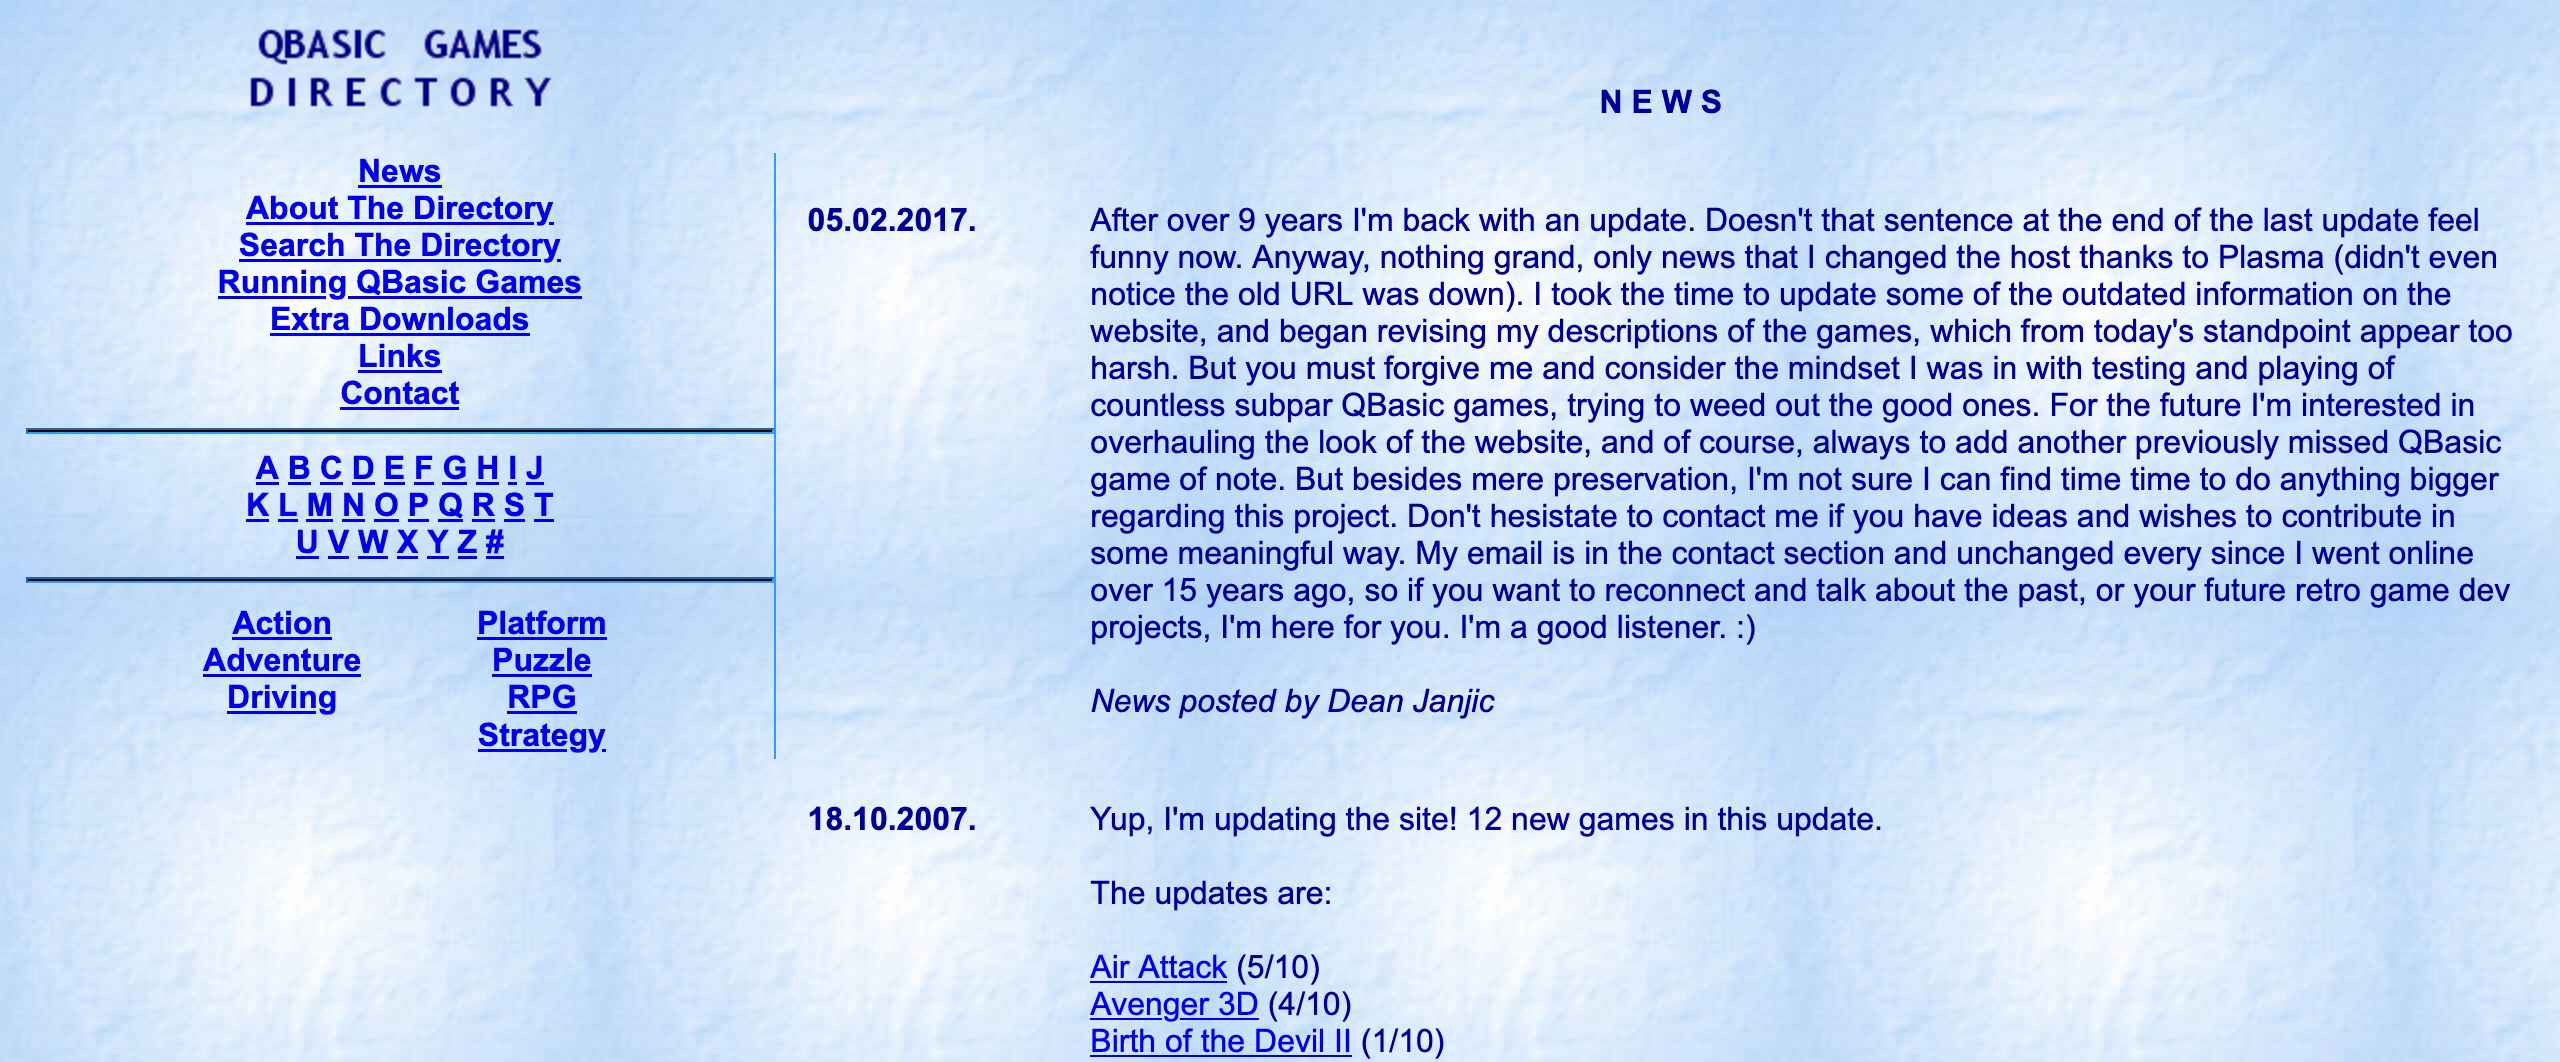 QBASIC GAMES
DIRECTORY
News
About The Directory
Search The Directory
Running QBasic Games
Extra Downloads
Links
Contact
A B C D E F G H I J
K L M N O P Q R S T
U V W X Y Z #
Action
Adventure
Driving
Platform
Puzzle
RPG
Strategy
N E W S
05.02.2017.
After over 9 years I'm back with an update. Doesn't that sentence at the end of the last update feel
funny now. Anyway, nothing grand, only news that I changed the host thanks to Plasma (didn't even
notice the old URL was down). I took the time to update some of the outdated information on the
website, and began revising my descriptions of the games, which from today's standpoint appear too
harsh. But you must forgive me and consider the mindset I was in with testing and playing of
countless subpar QBasic games, trying to weed out the good ones. For the future I'm interested in
overhauling the look of the website, and of course, always to add another previously missed QBasic
game of note. But besides mere preservation, I'm not sure I can find time time to do anything bigger
regarding this project. Don't hesistate to contact me if you have ideas and wishes to contribute in
some meaningful way. My email is in the contact section and unchanged every since I went online
over 15 years ago, so if you want to reconnect and talk about the past, or your future retro game dev
projects, I'm here for you. I'm a good listener. :)
News posted by Dean Janjic
18.10.2007.
Yup, I'm updating the site! 12 new games in this update.
The updates are:
Air Attack (5/10)
Avenger 3D (4/10)
Birth of the Devil II (1/10)